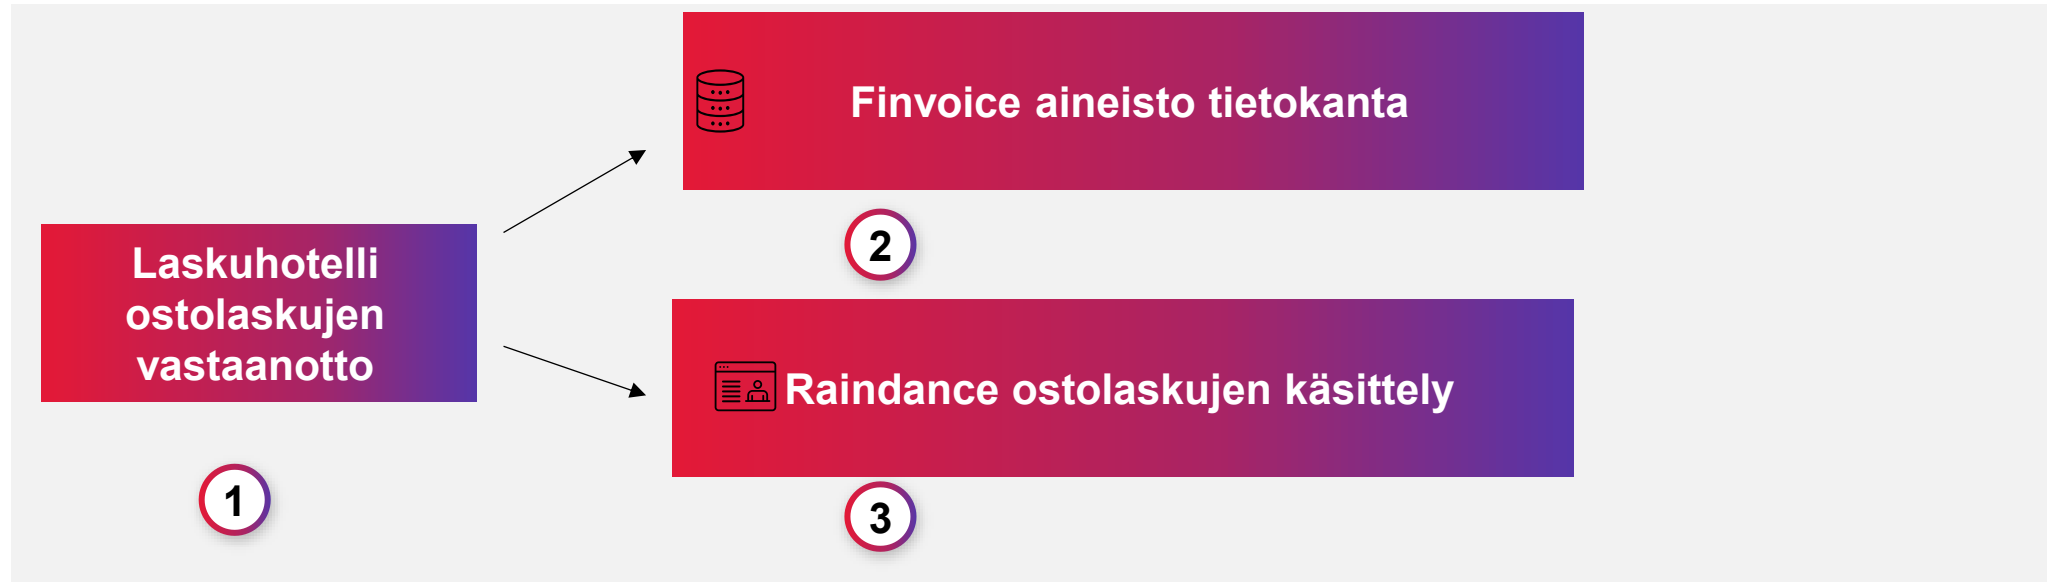 Finvoice aineisto tietokanta
2
Laskuhotelli
ostolaskujen
vastaanotto
1
Raindance ostolaskujen käsittely
3